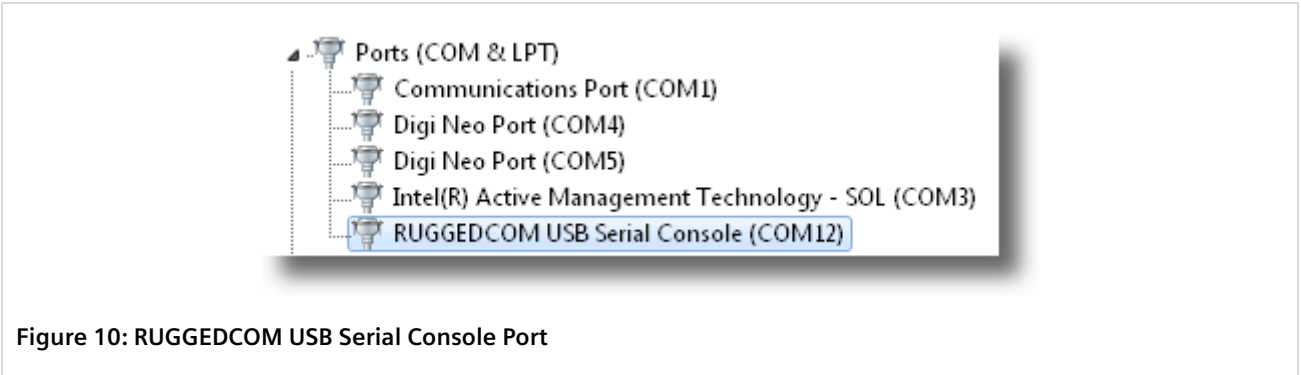 Ports (COM & LPT)
Communications Port (COM1)
Digi Neo Port (COM4)
Digi Neo Port (COM5)
Intel(R) Active Management Technology - SOL (COM3)
RUGGEDCOM USB Serial Console (COM12)
Figure 10: RUGGEDCOM USB Serial Console Port